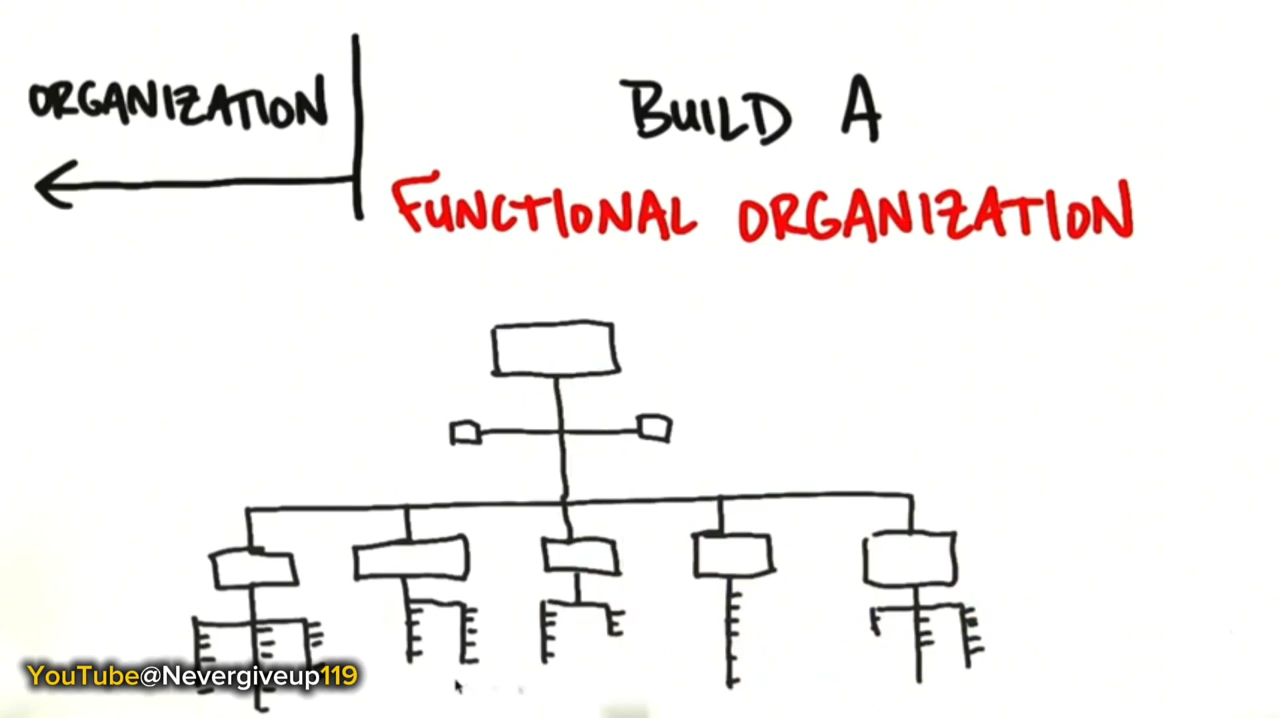 ORGANIZATION
BUILD A
FUNCTIONAL ORGANIZATION
YouTube@Nevergiveup119